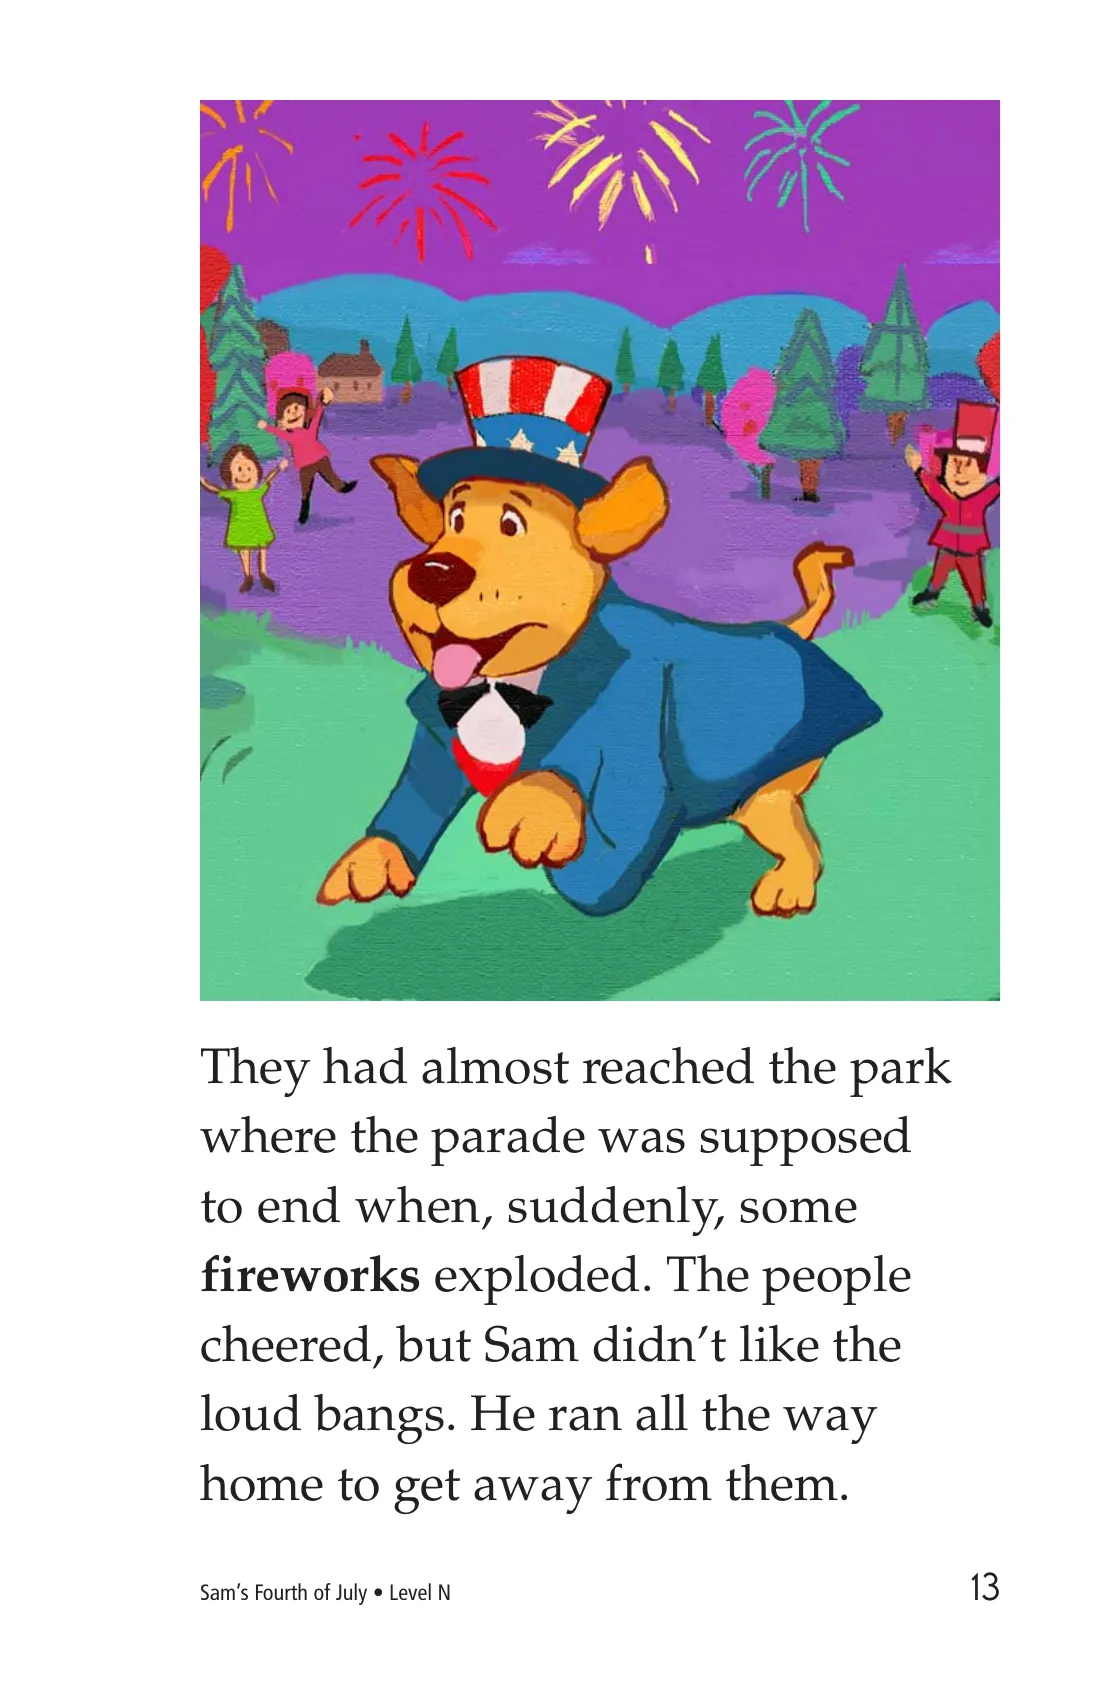 They had almost reached the park
where the parade was supposed
to end when, suddenly, some
fireworks exploded. The people
cheered, but Sam didn’t like the
loud bangs. He ran all the way
home to get away from them.
Sam’s Fourth of July • Level N
13